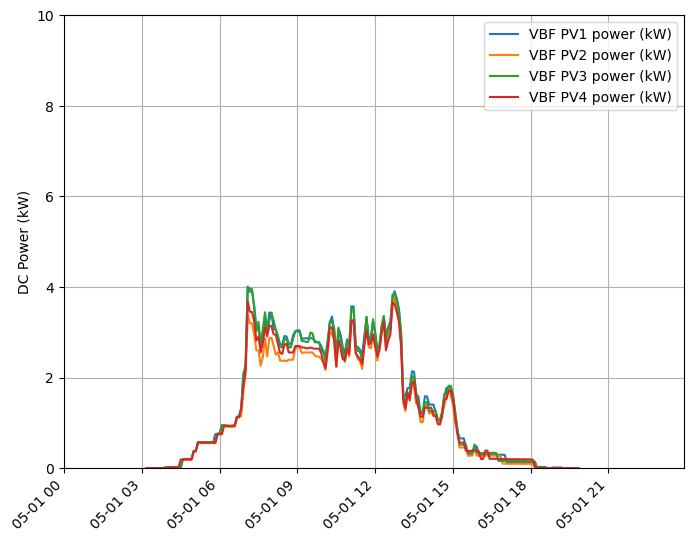 10
8
6
4
2
0
DC Power (kW)
VBF PV1 power (kW)
VBF PV2 power (kW)
VBF PV3 power (kW)
VBF PV4 power (kW)
05-01 00
05-01 03
05-01 06
05-01 09
05-01 12
05-01 15
05-01 18
05-01 21